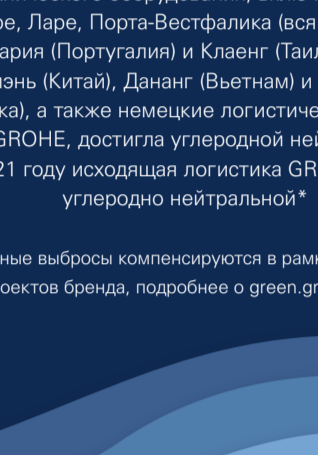 ре, Ларе, Порта-Вестфалика (вся
ария (Португалия) и Клаенг (Таил
энь (Китай), Дананг (Вьетнам) и
ка), а также немецкие логистиче
GROHE, достигла углеродной ней
21 году исходящая логистика GR
углеродно нейтральной*
ные выбросы компенсируются в рамк
оектов бренда, подробнее о green.gr